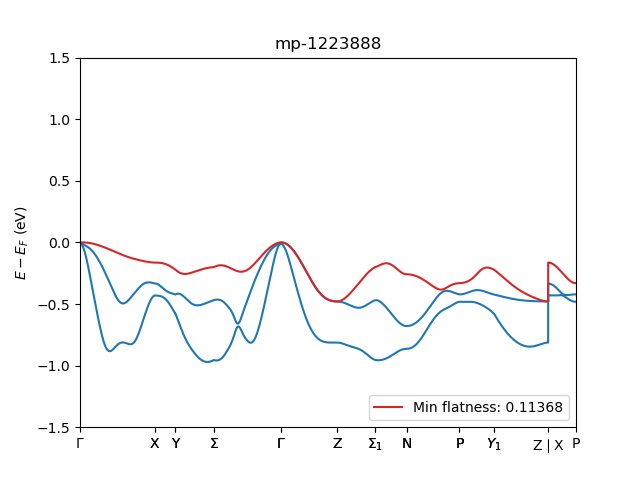 mp-1223888
E − E_F (eV)
1.5
1.0
0.5
0.0
−0.5
−1.0
−1.5
Min flatness: 0.11368
Γ X Y Σ Γ Z Σ₁ N P Y₁ Z | X P